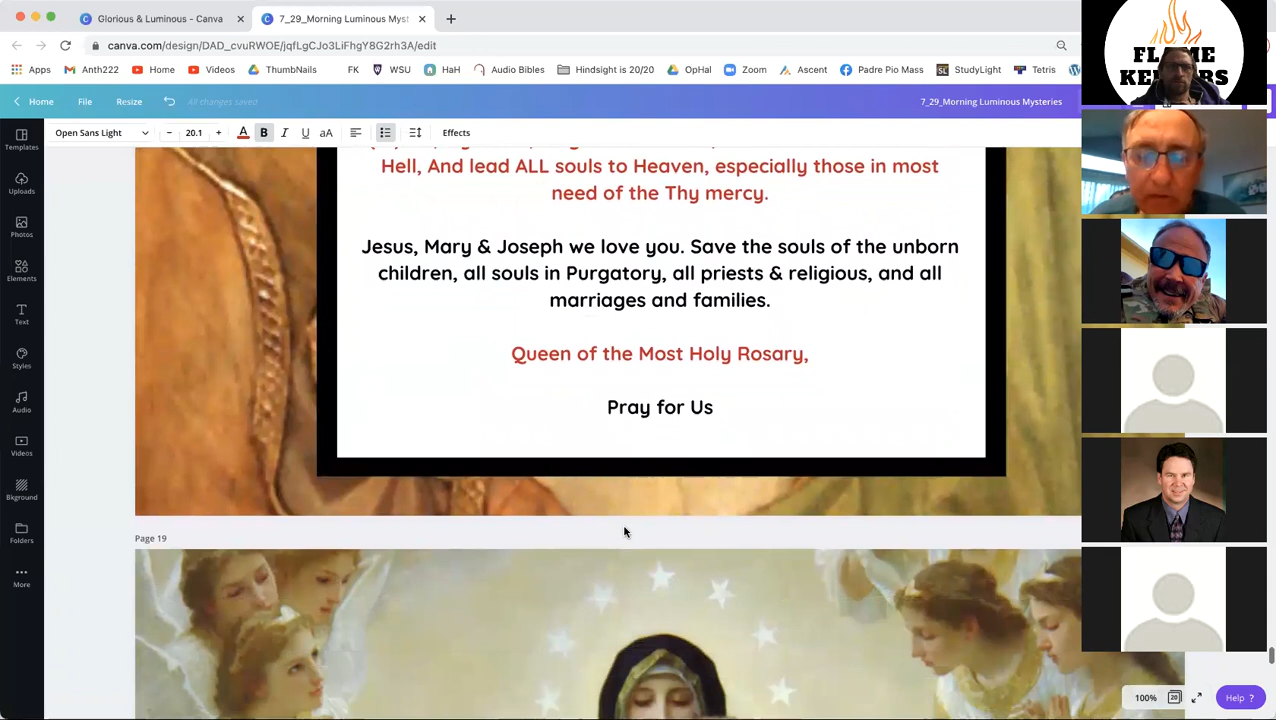 Glorious & Luminous - Canva
7_29_Morning Luminous Myst
canva.com/design/DAD_cvuRWOE/jqfLgCJo3LiFhgY8G2rh3A/edit
Apps Anth222 Home Videos ThumbNails FK WSU HaH Audio Bibles Hindsight is 20/20 OpHal Zoom Ascent Padre Pio Mass StudyLight Tetris
Home File Resize All changes saved 7_29_Morning Luminous Mysteries
Open Sans Light 20.1 A B I U aA Effects
Templates
Uploads
Photos
Elements
Text
Styles
Audio
Videos
Bkground
Folders
More
Hell, And lead ALL souls to Heaven, especially those in most
need of the Thy mercy.
Jesus, Mary & Joseph we love you. Save the souls of the unborn
children, all souls in Purgatory, all priests & religious, and all
marriages and families.
Queen of the Most Holy Rosary,
Pray for Us
Page 19
100% 20 Help ?